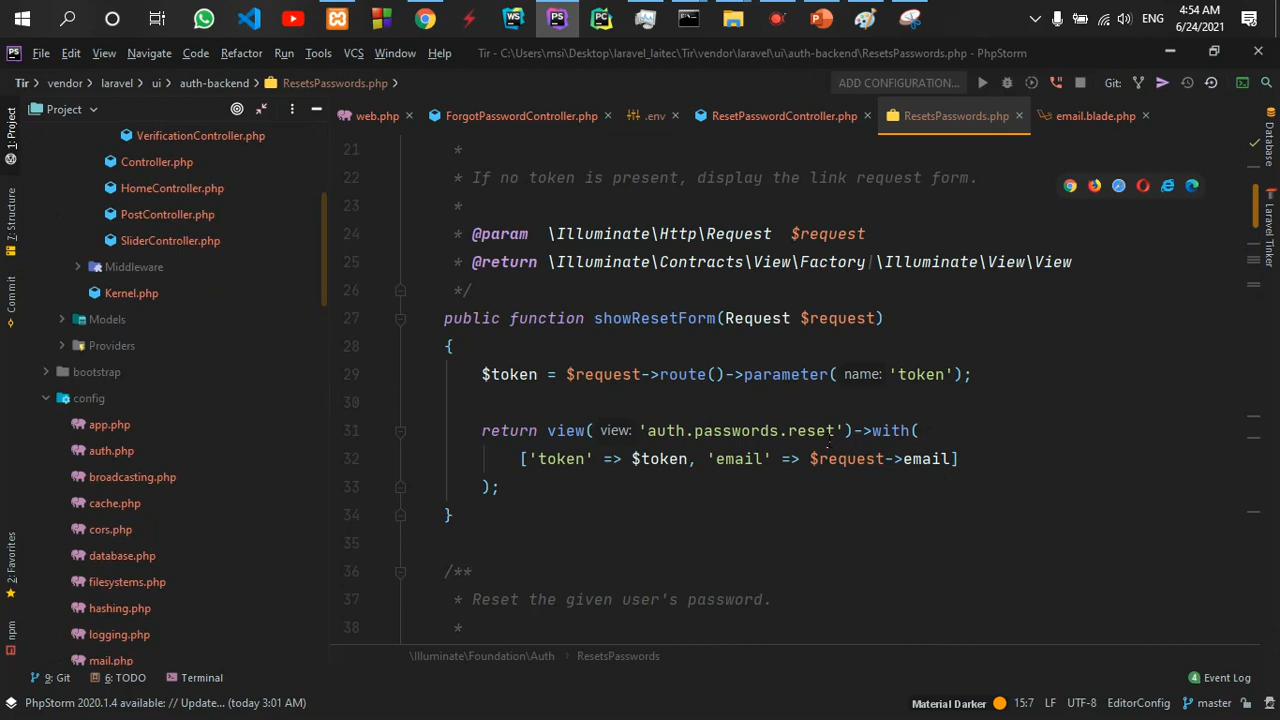 WS
PS
PC
ENG
4:54 AM
6/24/2021
PS File Edit View Navigate Code Refactor Run Tools VCS Window Help Tir - C:\Users\msi\Desktop\laravel_laitec\Tir\vendor\laravel\ui\auth-backend\ResetsPasswords.php - PhpStorm
Tir vendor laravel ui auth-backend ResetsPasswords.php ADD CONFIGURATION... Git:
Project
web.php ForgotPasswordController.php .env ResetPasswordController.php ResetsPasswords.php email.blade.php
1: Project
Z: Structure
Commit
2: Favorites
npm
VerificationController.php
Controller.php
HomeController.php
PostController.php
SliderController.php
Middleware
Kernel.php
Models
Providers
bootstrap
config
app.php
auth.php
broadcasting.php
cache.php
cors.php
database.php
filesystems.php
hashing.php
logging.php
mail.php
21 *
22 * If no token is present, display the link request form.
23 *
24 * @param \Illuminate\Http\Request $request
25 * @return \Illuminate\Contracts\View\Factory|\Illuminate\View\View
26 */
27 public function showResetForm(Request $request)
28 {
29 $token = $request->route()->parameter( name: 'token');
30
31 return view( view: 'auth.passwords.reset')->with(
32 ['token' => $token, 'email' => $request->email]
33 );
34 }
35
36 /**
37 * Reset the given user's password.
38 *
Database
Laravel Tinker
\Illuminate\Foundation\Auth ResetsPasswords
9: Git 6: TODO Terminal 4 Event Log
PhpStorm 2020.1.4 available: // Update... (today 3:01 AM) Material Darker 15:7 LF UTF-8 EditorConfig master